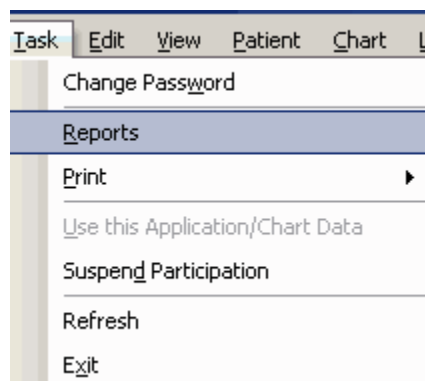 Task Edit View Patient Chart
Change Password
Reports
Print
Use this Application/Chart Data
Suspend Participation
Refresh
Exit